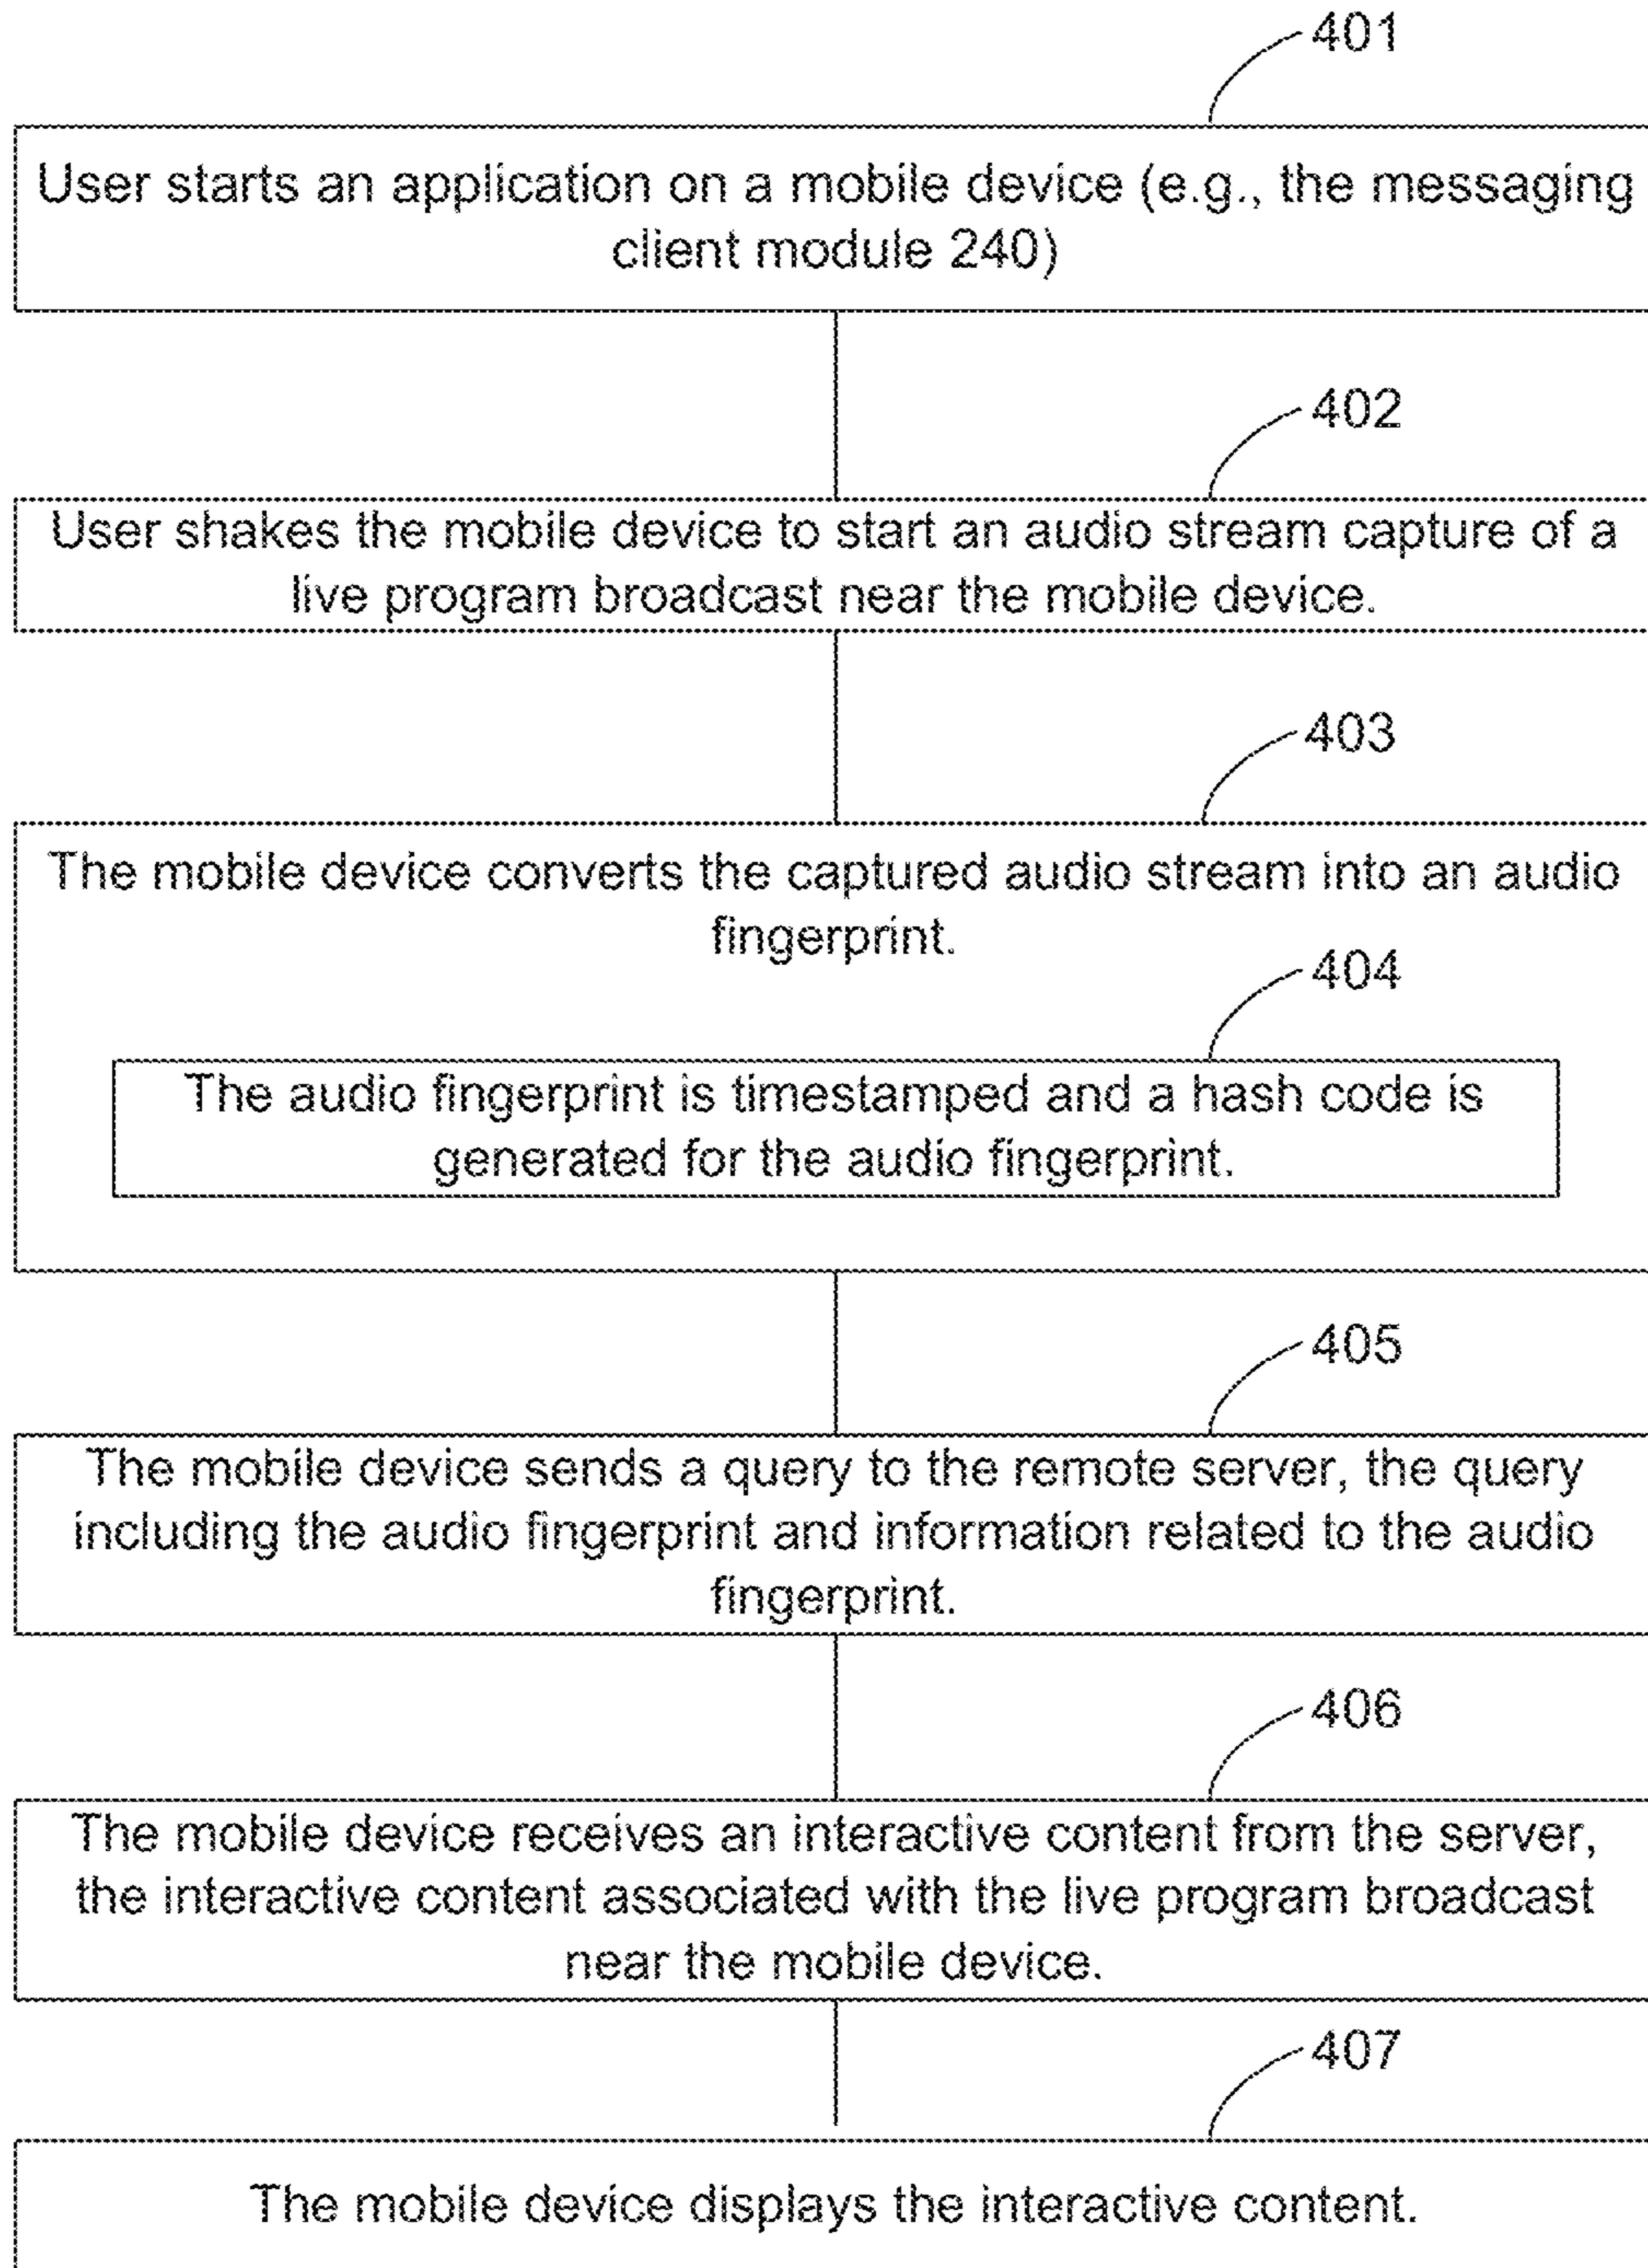 401
User starts an application on a mobile device (e.g., the messaging
client module 240)
402
User shakes the mobile device to start an audio stream capture of a
live program broadcast near the mobile device.
403
The mobile device converts the captured audio stream into an audio
fingerprint.
404
The audio fingerprint is timestamped and a hash code is
generated for the audio fingerprint.
405
The mobile device sends a query to the remote server, the query
including the audio fingerprint and information related to the audio
fingerprint.
406
The mobile device receives an interactive content from the server,
the interactive content associated with the live program broadcast
near the mobile device.
407
The mobile device displays the interactive content.